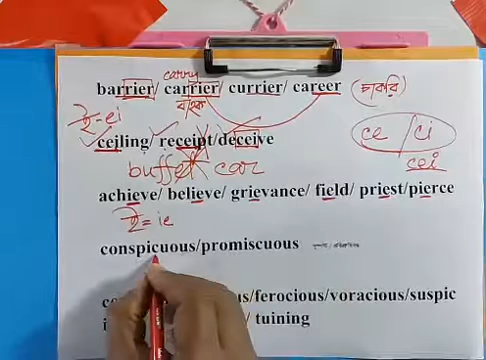 carry
barrier/ carrier/ currier/ career (চাকরি)
বাহক
ই = ei ce / ci
ceiling/ receipt/deceive cei
buffet car
achieve/ believe/ grievance/ field/ priest/pierce
ই = ie
conspicuous/promiscuous
us/ferocious/voracious/suspic
/ tuining